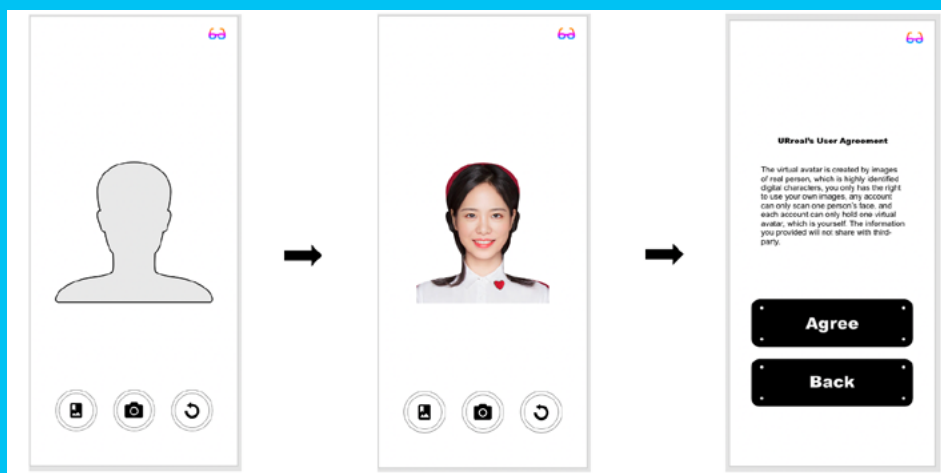 URreal's User Agreement
The virtual avatar is created by images
of real person, which is highly identified
digital characters, you only has the right
to use your own images, any account
can only scan one person's face, and
each account can only hold one virtual
avatar, which is yourself. The information
you provided will not share with third-
party.
Agree
Back